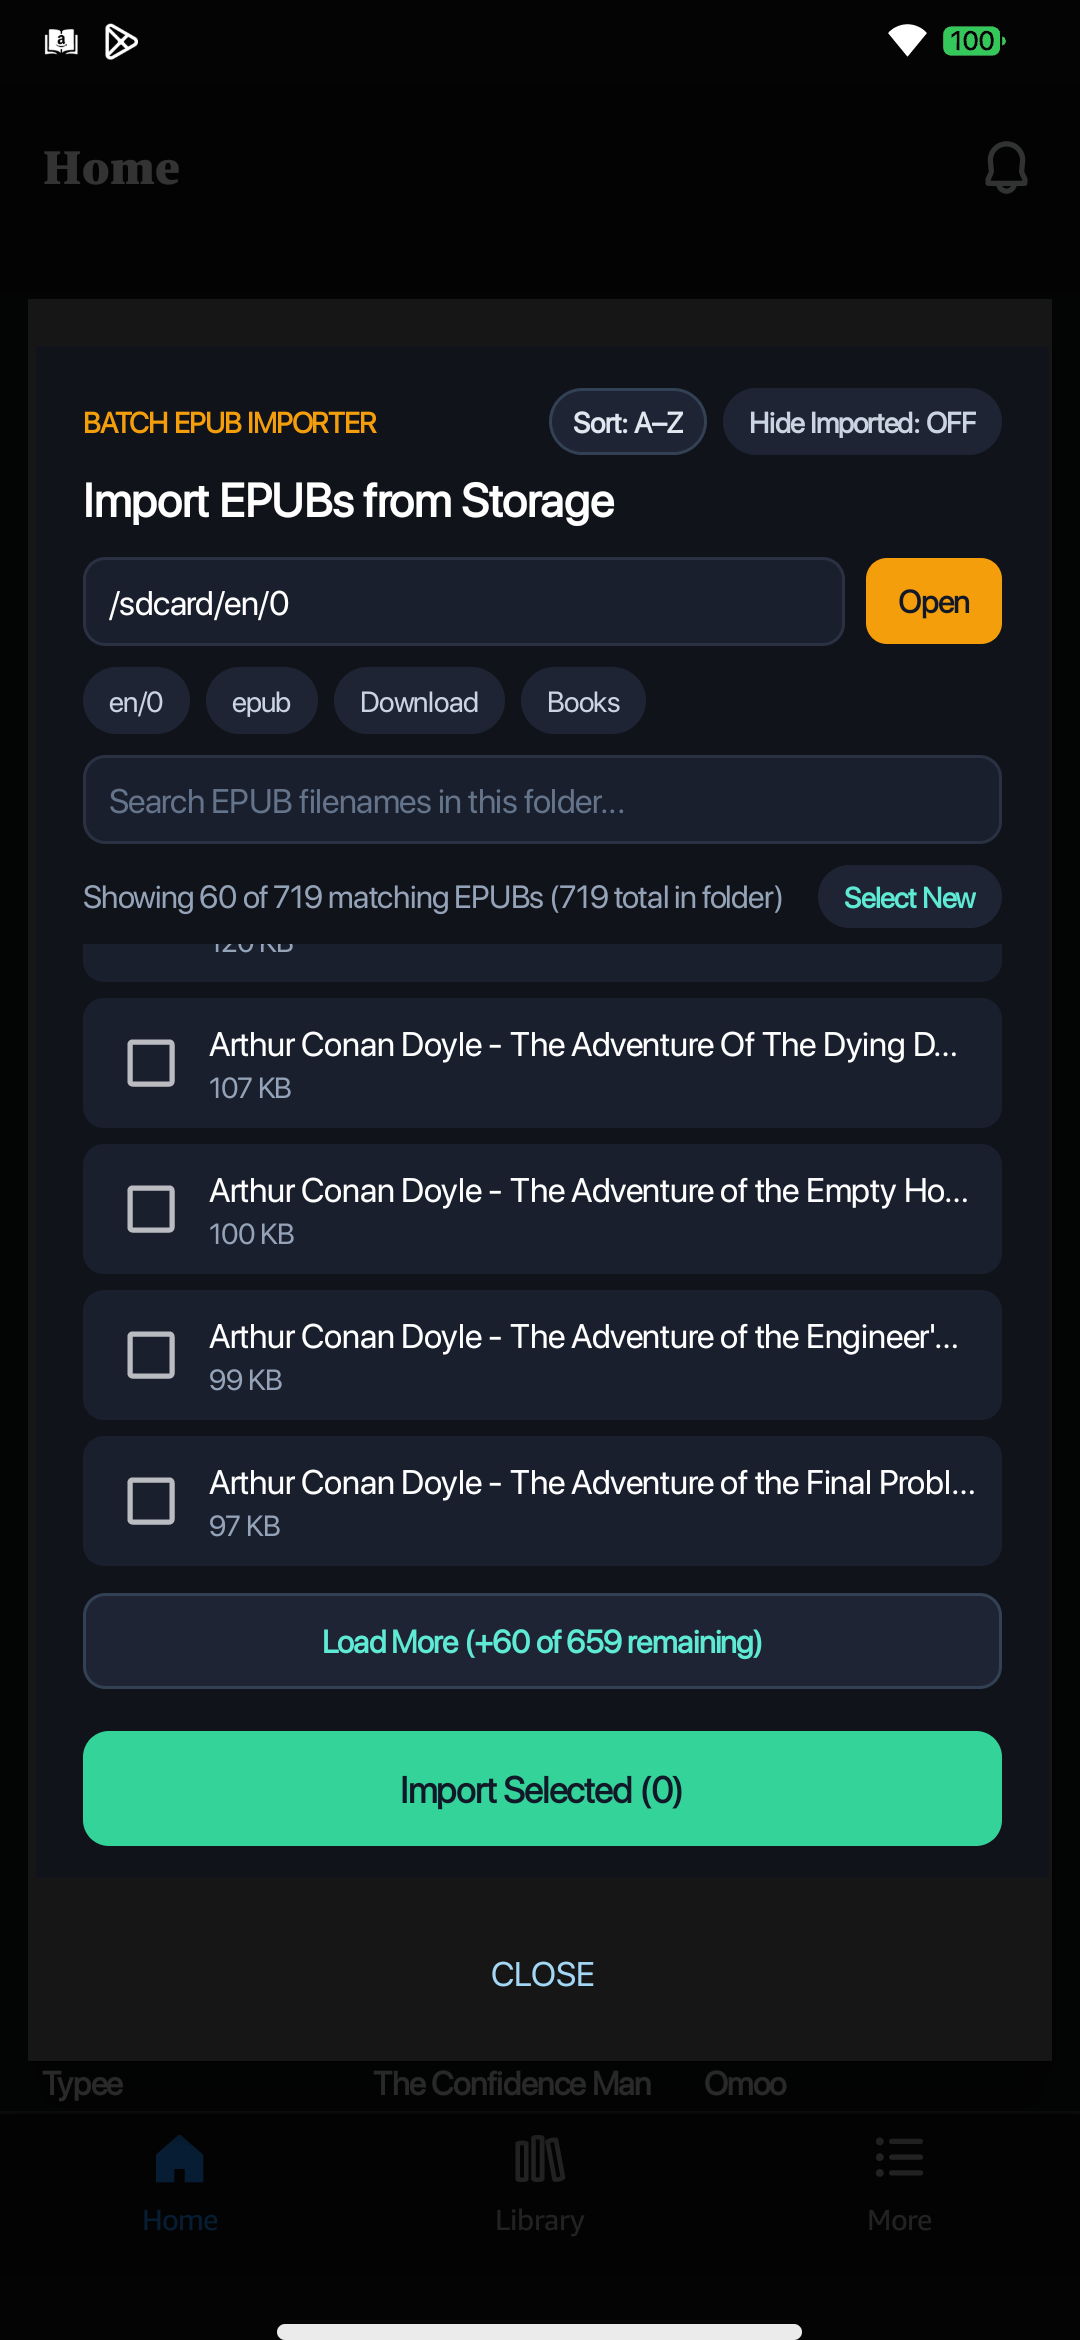 100
Home
BATCH EPUB IMPORTER
Sort: A–Z
Hide Imported: OFF
Import EPUBs from Storage
/sdcard/en/0
Open
en/0
epub
Download
Books
Search EPUB filenames in this folder...
Showing 60 of 719 matching EPUBs (719 total in folder)
Select New
120 KB
Arthur Conan Doyle - The Adventure Of The Dying D...
107 KB
Arthur Conan Doyle - The Adventure of the Empty Ho...
100 KB
Arthur Conan Doyle - The Adventure of the Engineer'...
99 KB
Arthur Conan Doyle - The Adventure of the Final Probl...
97 KB
Load More (+60 of 659 remaining)
Import Selected (0)
CLOSE
Typee
The Confidence Man
Omoo
Home
Library
More